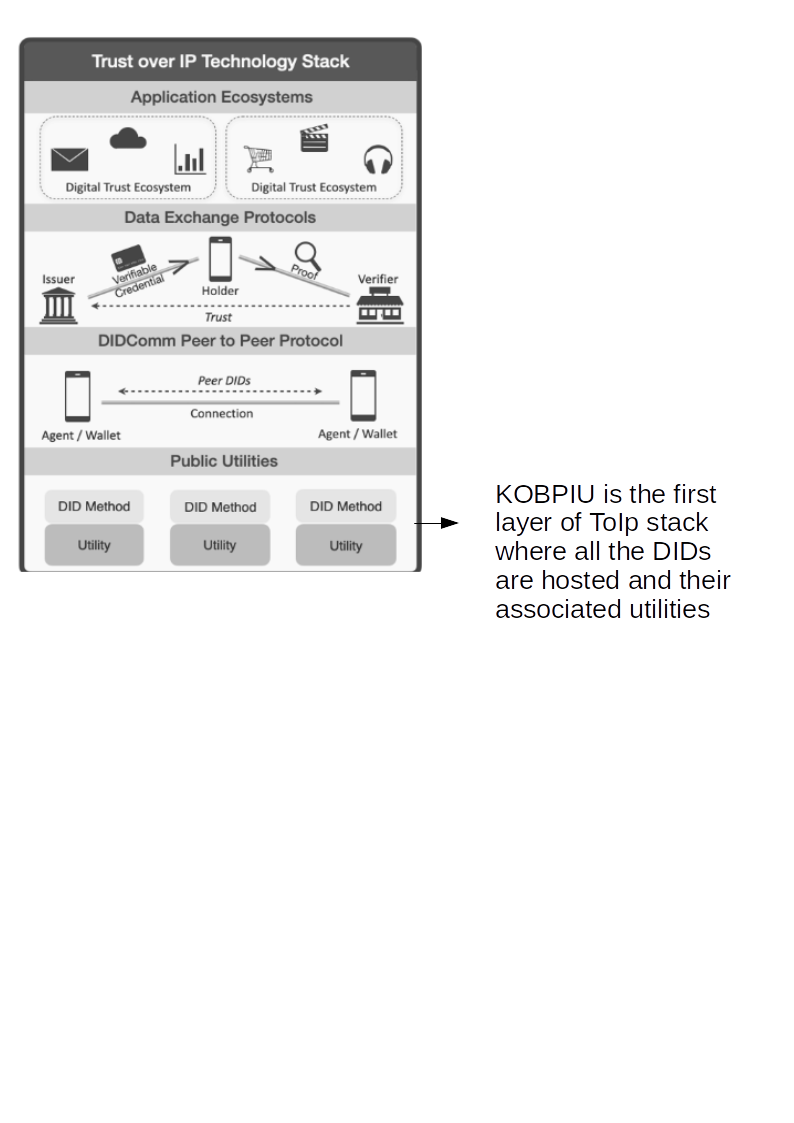 Trust over IP Technology Stack
Application Ecosystems
Digital Trust Ecosystem
Digital Trust Ecosystem
Data Exchange Protocols
Issuer
Verifiable
Credential
Holder
Proof
Verifier
Trust
DIDComm Peer to Peer Protocol
Peer DIDs
Connection
Agent / Wallet
Agent / Wallet
Public Utilities
DID Method
DID Method
DID Method
Utility
Utility
Utility
KOBPIU is the first
layer of ToIp stack
where all the DIDs
are hosted and their
associated utilities